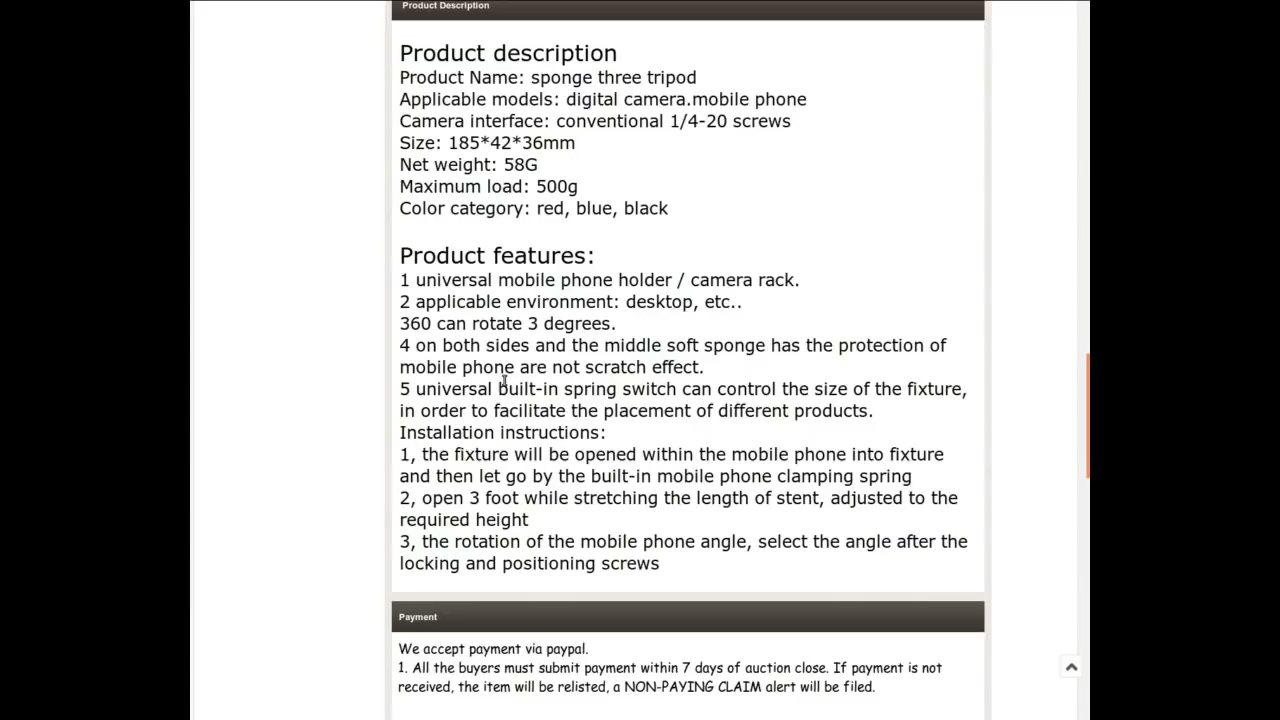 Product Description
Product description
Product Name: sponge three tripod
Applicable models: digital camera.mobile phone
Camera interface: conventional 1/4-20 screws
Size: 185*42*36mm
Net weight: 58G
Maximum load: 500g
Color category: red, blue, black
Product features:
1 universal mobile phone holder / camera rack.
2 applicable environment: desktop, etc..
360 can rotate 3 degrees.
4 on both sides and the middle soft sponge has the protection of
mobile phone are not scratch effect.
5 universal built-in spring switch can control the size of the fixture,
in order to facilitate the placement of different products.
Installation instructions:
1, the fixture will be opened within the mobile phone into fixture
and then let go by the built-in mobile phone clamping spring
2, open 3 foot while stretching the length of stent, adjusted to the
required height
3, the rotation of the mobile phone angle, select the angle after the
locking and positioning screws
Payment
We accept payment via paypal.
1. All the buyers must submit payment within 7 days of auction close. If payment is not
received, the item will be relisted, a NON-PAYING CLAIM alert will be filed.